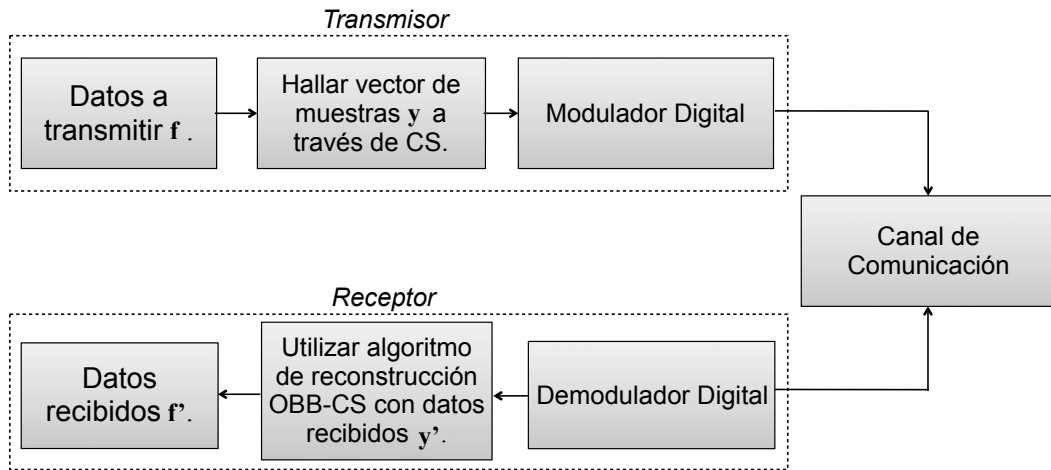 Transmisor
Datos a
transmitir f .
Hallar vector de
muestras y a
través de CS.
Modulador Digital
Canal de
Comunicación
Receptor
Datos
recibidos f’.
Utilizar algoritmo
de reconstrucción
OBB-CS con datos
recibidos y’.
Demodulador Digital